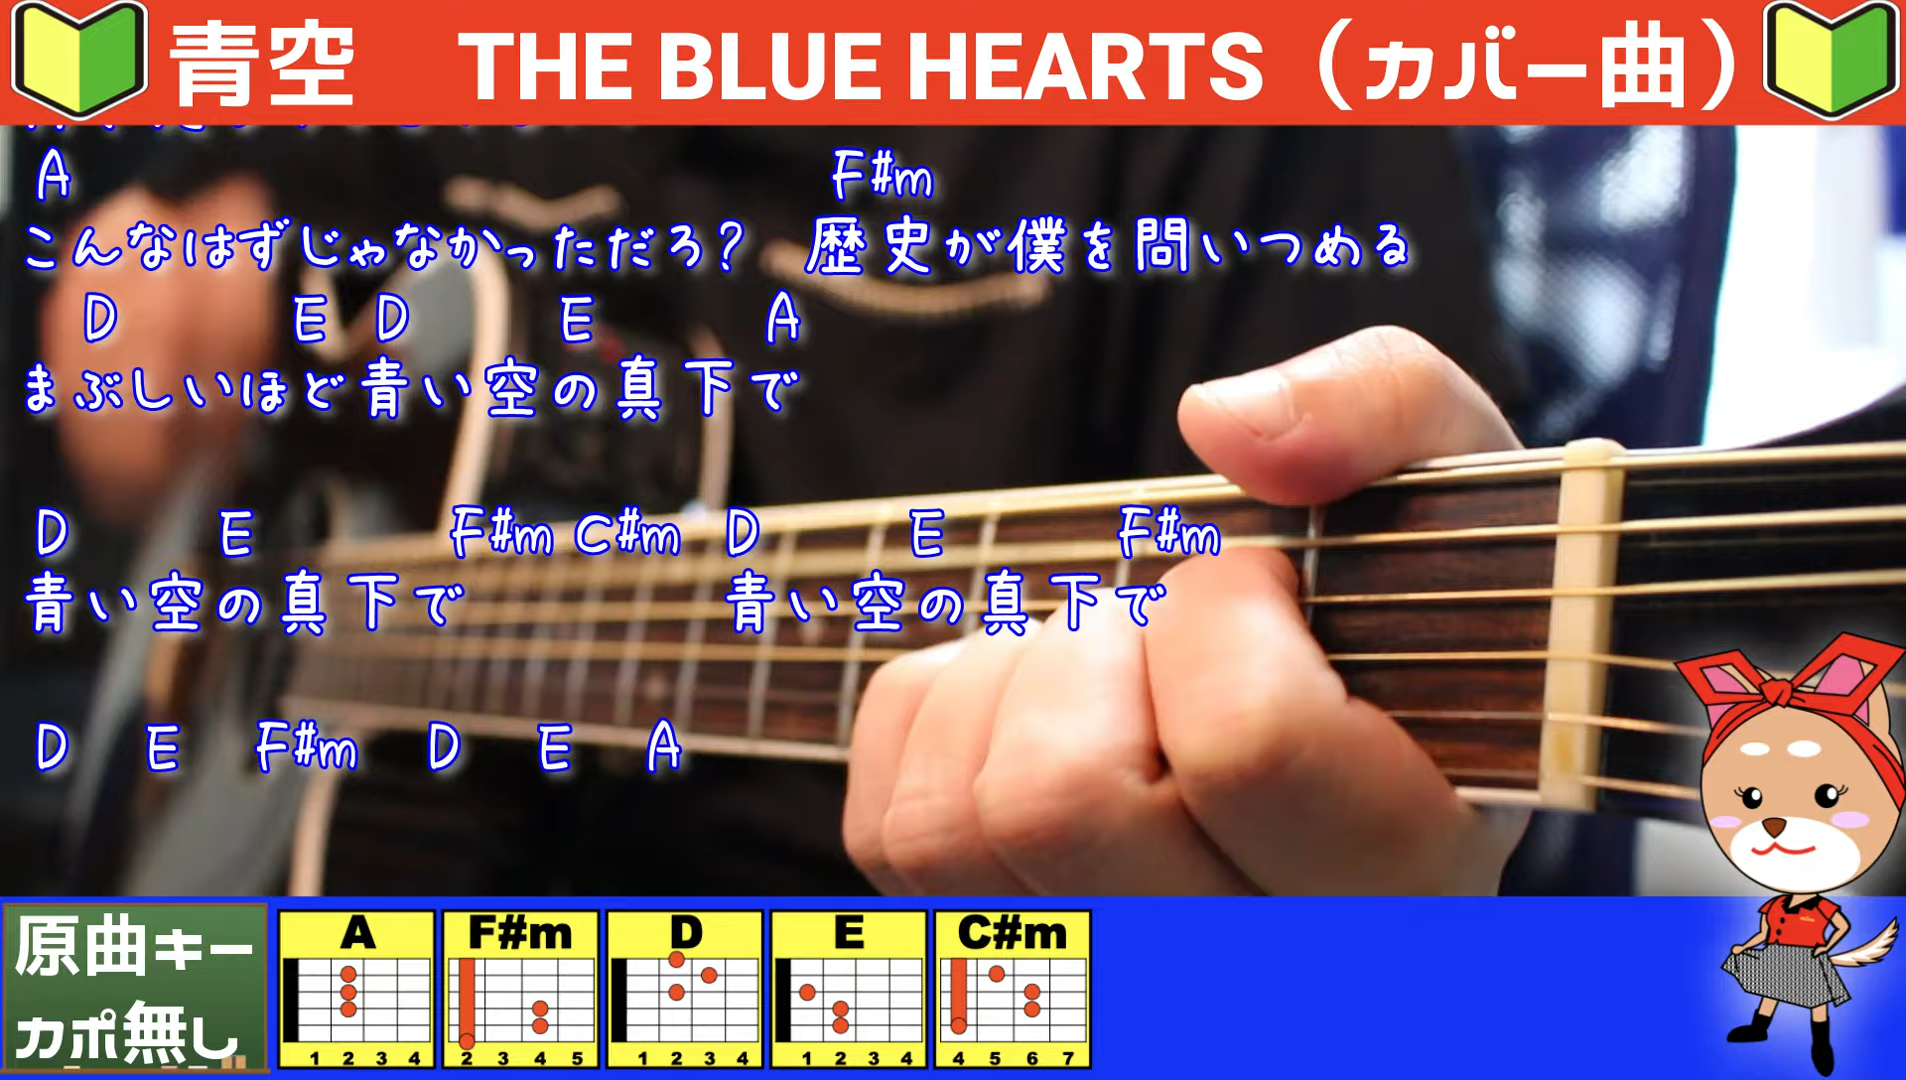 青空 THE BLUE HEARTS（カバー曲）
A F#m
こんなはずじゃなかっただろ？ 歴史が僕を問いつめる
D E D E A
まぶしいほど青い空の真下で
D E F#m C#m D E F#m
青い空の真下で 青い空の真下で
D E F#m D E A
原曲キー
カポ無し
A F#m D E C#m
1 2 3 4 2 3 4 5 1 2 3 4 1 2 3 4 4 5 6 7